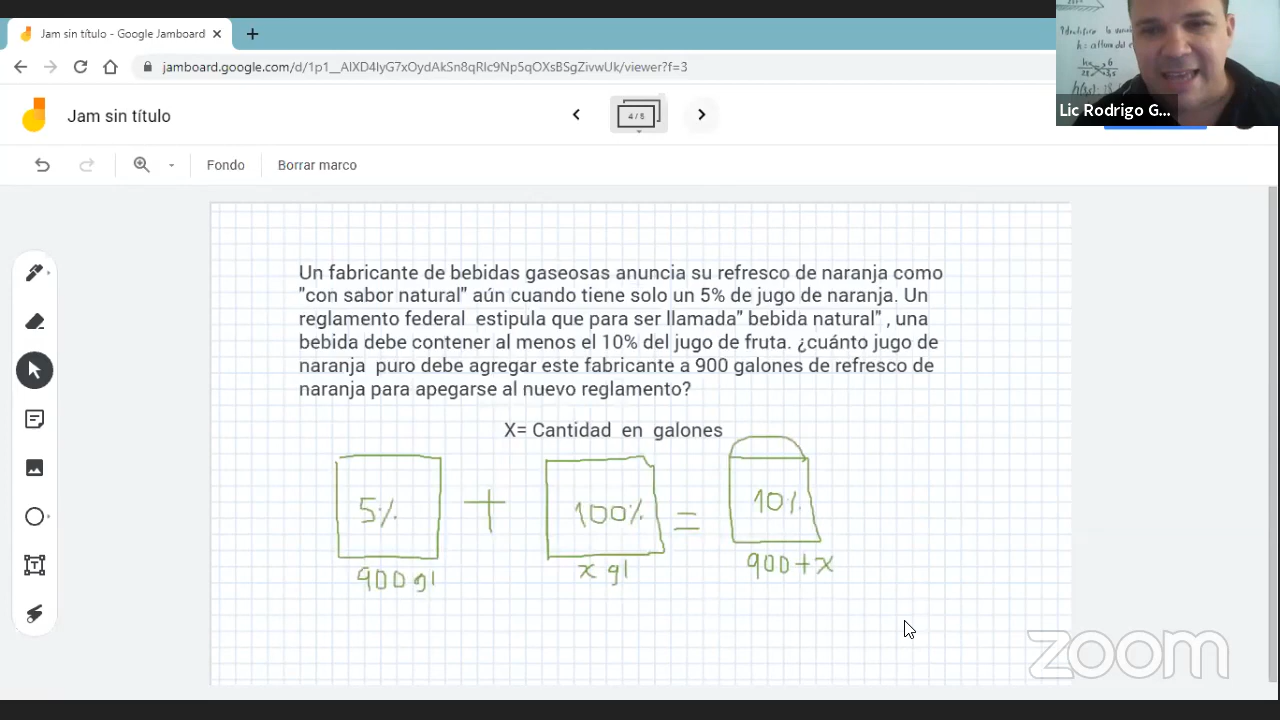 Jam sin título - Google Jamboard
jamboard.google.com/d/1p1__AlXD4lyG7xOydAkSn8qRlc9Np5qOXsBSgZivwUk/viewer?f=3
Lic Rodrigo G...
Jam sin título
4 / 5
Fondo
Borrar marco
Un fabricante de bebidas gaseosas anuncia su refresco de naranja como
"con sabor natural" aún cuando tiene solo un 5% de jugo de naranja. Un
reglamento federal estipula que para ser llamada" bebida natural" , una
bebida debe contener al menos el 10% del jugo de fruta. ¿cuánto jugo de
naranja puro debe agregar este fabricante a 900 galones de refresco de
naranja para apegarse al nuevo reglamento?
X= Cantidad en galones
5% + 100% = 10%
900 gl x gl 900 + x
zoom